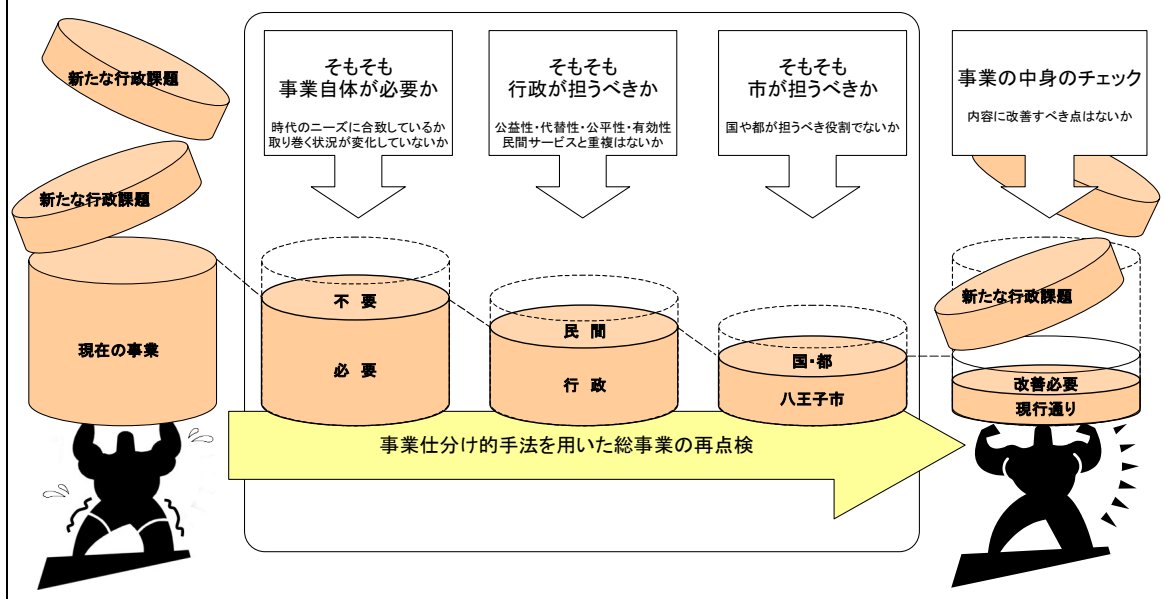 新たな行政課題
新たな行政課題
現在の事業
そもそも
事業自体が必要か
時代のニーズに合致しているか
取り巻く状況が変化していないか
そもそも
行政が担うべきか
公益性・代替性・公平性・有効性
民間サービスと重複はないか
そもそも
市が担うべきか
国や都が担うべき役割でないか
事業の中身のチェック
内容に改善すべき点はないか
不 要
必 要
民 間
行 政
国・都
八王子市
新たな行政課題
改善必要
現行通り
事業仕分け的手法を用いた総事業の再点検